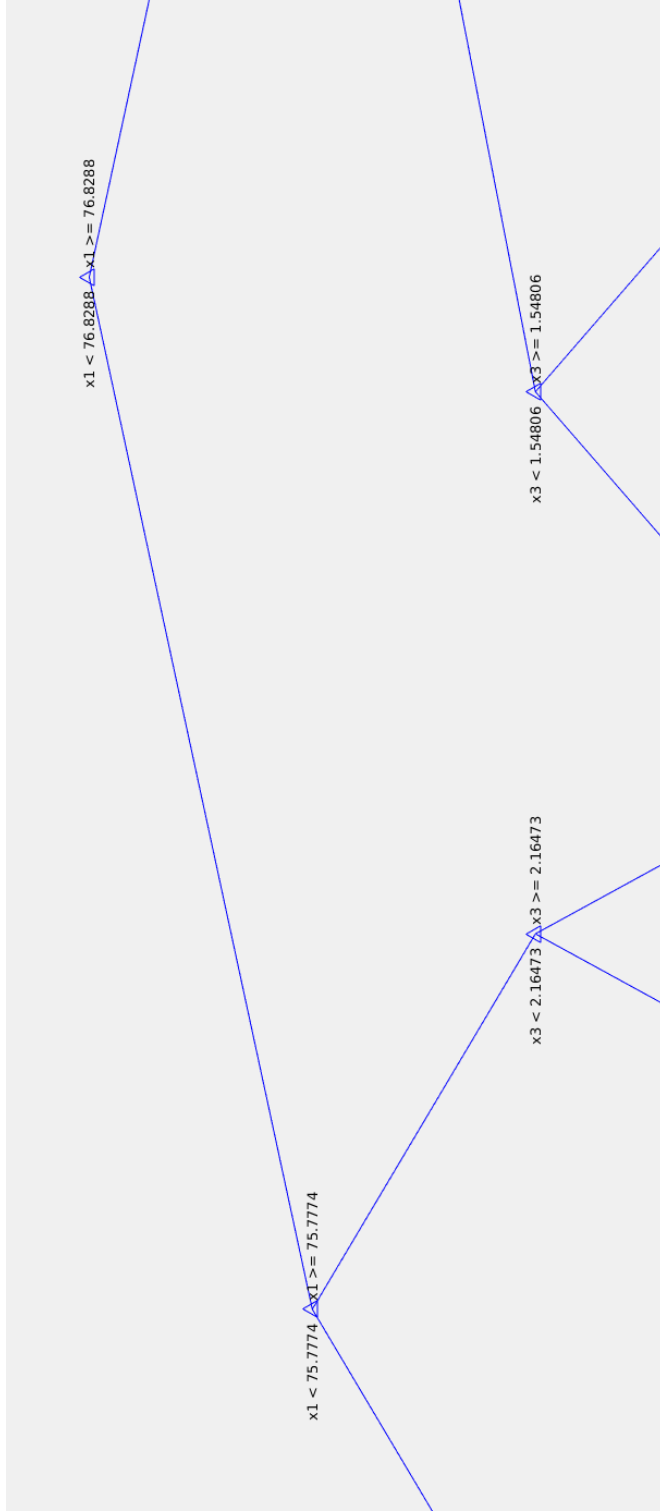 x1 < 76.8288
x1 >= 76.8288
x1 < 75.7774
x1 >= 75.7774
x3 < 2.16473
x3 >= 2.16473
x3 < 1.54806
x3 >= 1.54806